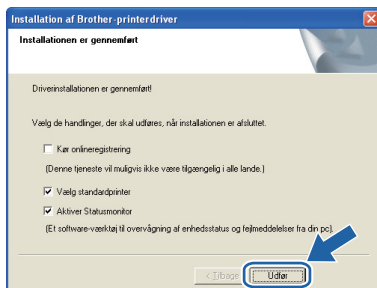 Installation af Brother-printerdriver
Installationen er gennemført
Driverinstallationen er gennemført!
Vælg de handlinger, der skal udføres, når installationen er afsluttet.
Kør onlineregistrering
(Denne tjeneste vil muligvis ikke være tilgængelig i alle lande.)
Vælg standardprinter
Aktiver Statusmonitor
(Et software-værktøj til overvågning af enhedsstatus og fejlmeddelelser fra din pc).
< Tilbage
Udfør